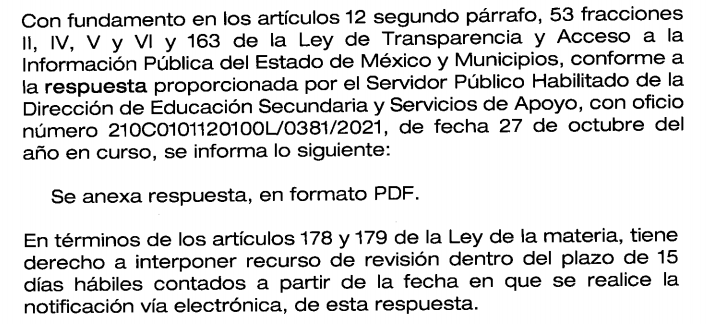 Con fundamento en los artículos 12 segundo párrafo, 53 fracciones
II, IV, V y VI y 163 de la Ley de Transparencia y Acceso a la
Información Pública del Estado de México y Municipios, conforme a
la respuesta proporcionada por el Servidor Público Habilitado de la
Dirección de Educación Secundaria y Servicios de Apoyo, con oficio
número 210C0101120100L/0381/2021, de fecha 27 de octubre del
año en curso, se informa lo siguiente:
Se anexa respuesta, en formato PDF.
En términos de los artículos 178 y 179 de la Ley de la materia, tiene
derecho a interponer recurso de revisión dentro del plazo de 15
días hábiles contados a partir de la fecha en que se realice la
notificación vía electrónica, de esta respuesta.